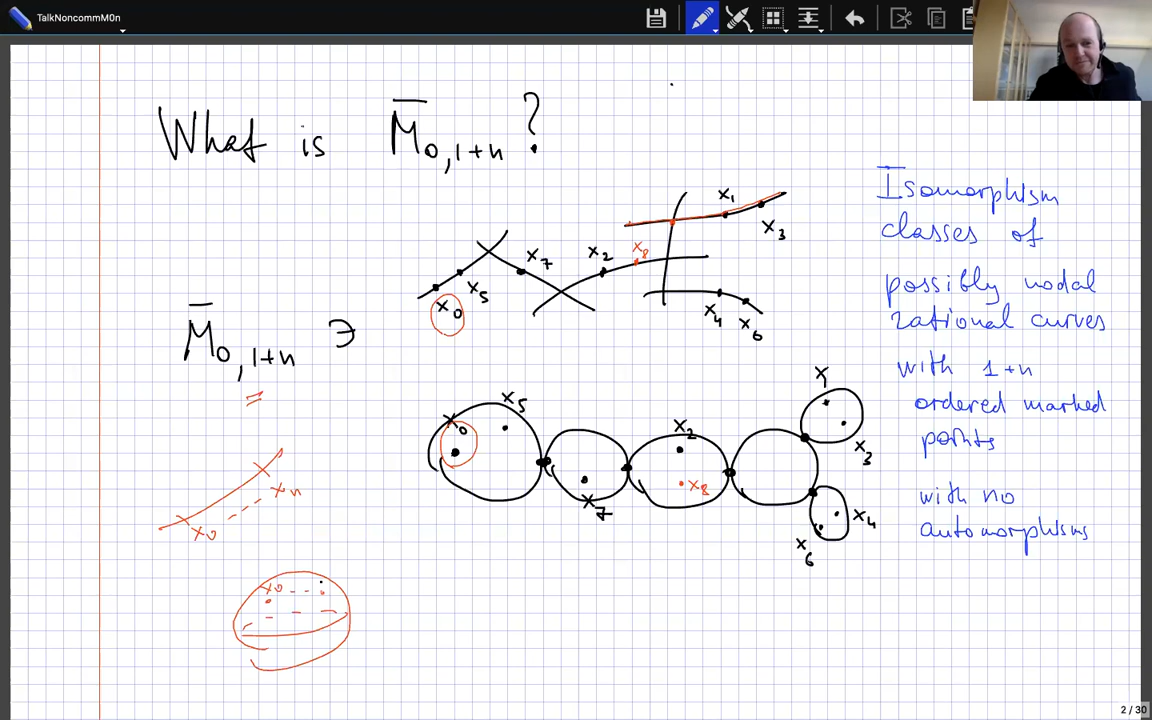 TalkNoncommM0n
What is M̅0,1+n ?
M̅0,1+n ∋
x0
x5
x7
x2
x8
x1
x3
x4
x6
x0
x5
x7
x2
x8
x1
x3
x4
x6
x0 --- xn
x0 ---
Isomorphism
classes of
possibly nodal
rational curves
with 1+n
ordered marked
points
with no
automorphisms
2 / 30